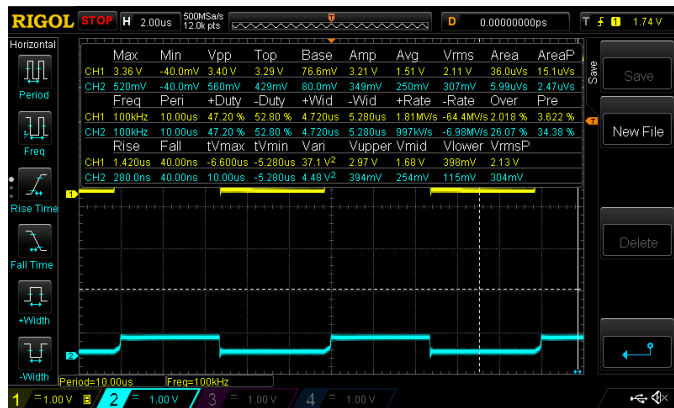 RIGOL STOP H 2.00us 500MSa/s 12.0k pts D 0.00000000ps T 1 1.74 V
Horizontal
Period
Freq
Rise Time
Fall Time
+Width
-Width
Max Min Vpp Top Base Amp Avg Vrms Area AreaP
CH1 3.36 V -40.0mV 3.40 V 3.29 V 76.6mV 3.21 V 1.51 V 2.11 V 36.0uVs 15.1uVs
CH2 520mV -40.0mV 560mV 429mV 80.0mV 349mV 250mV 307mV 5.99uVs 2.47uVs
Freq Peri +Duty -Duty +Wid -Wid +Rate -Rate Over Pre
CH1 100kHz 10.00us 47.20 % 52.80 % 4.720us 5.280us 1.81MV/s -64.4MV/s 2.018 % 3.622 %
CH2 100kHz 10.00us 47.20 % 52.80 % 4.720us 5.280us 997kV/s -6.98MV/s 26.07 % 34.38 %
Rise Fall tVmax tVmin Vari Vupper Vmid Vlower VrmsP
CH1 1.420us 40.00ns -6.600us -5.280us 37.1 V² 2.97 V 1.68 V 398mV 2.13 V
CH2 280.0ns 40.00ns 10.00us -5.280us 4.48 V² 394mV 254mV 115mV 304mV
T
1
2
Save
Save
New File
Delete
Period=10.00us Freq=100kHz
1 1.00 V B 2 1.00 V 3 1.00 V 4 1.00 V